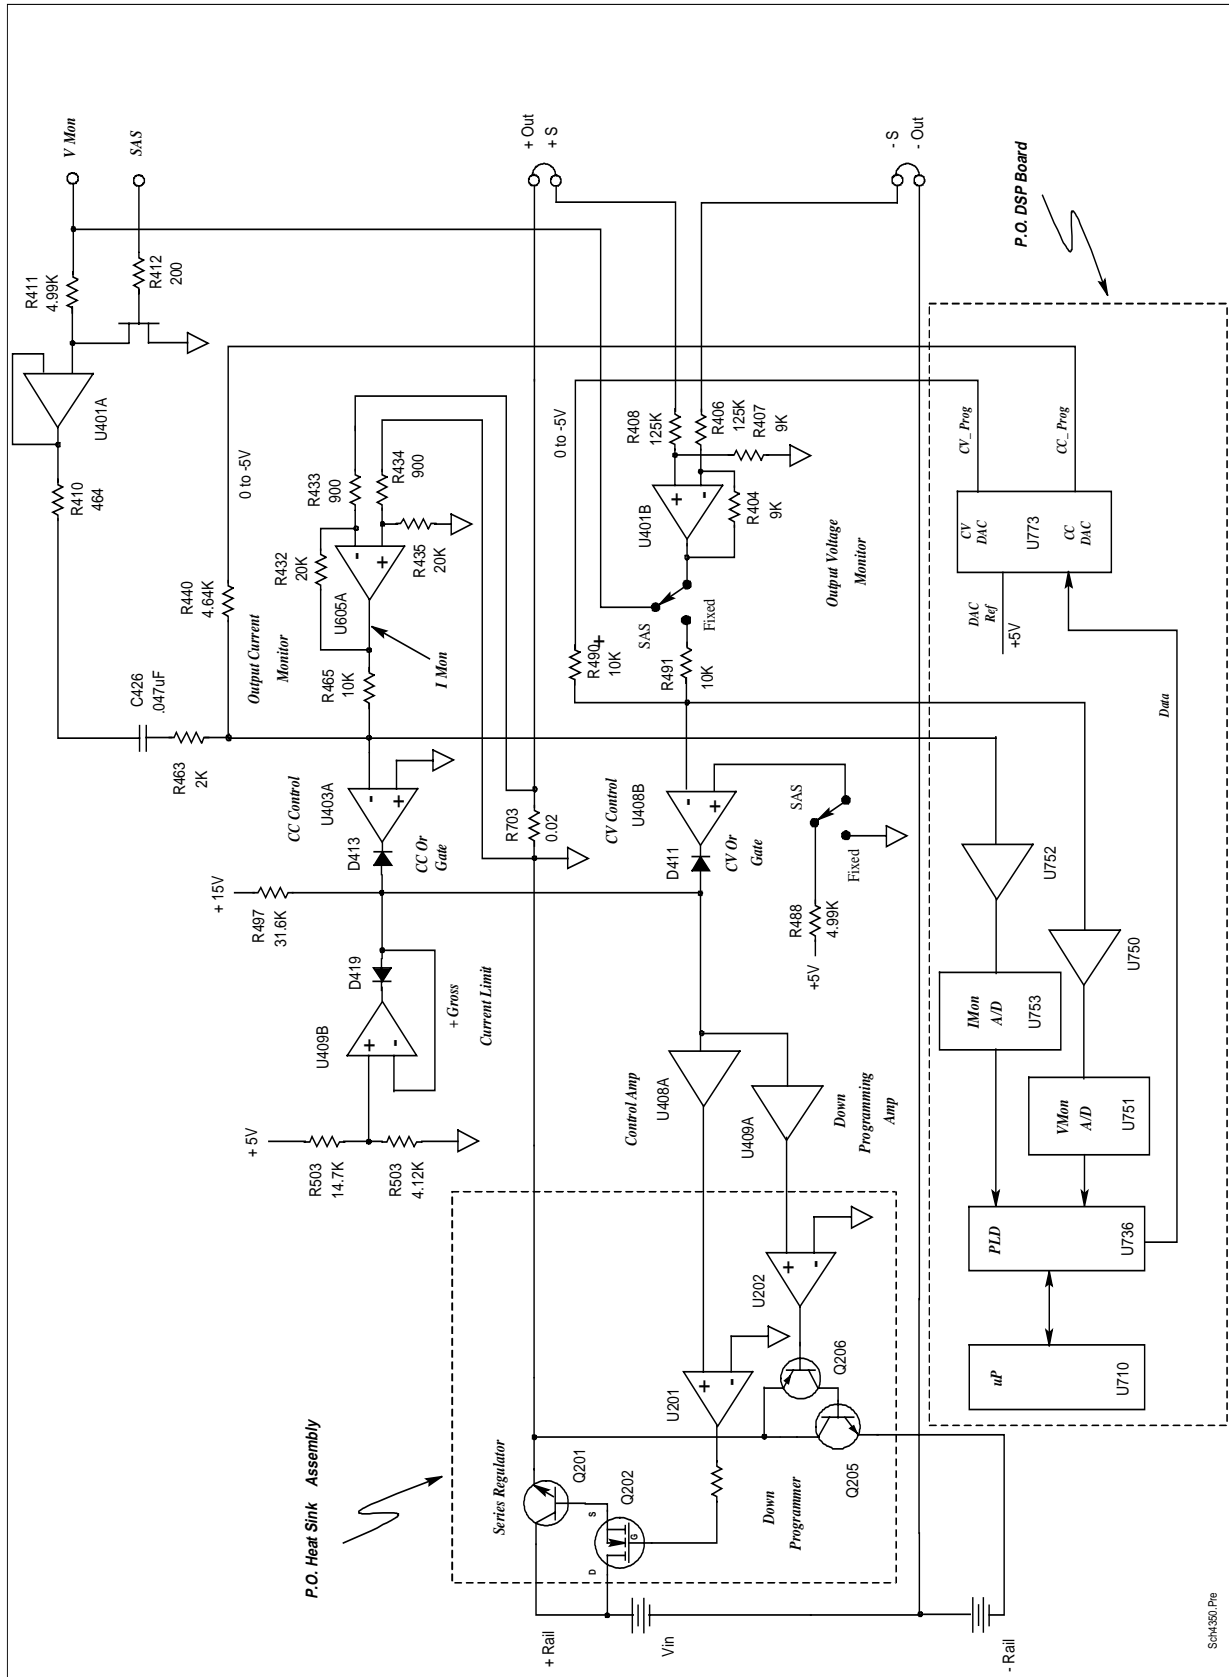 V Mon
SAS
R411
4.99K
R412
200
U401A
R410
464
0 to -5V
R440
4.64K
C426
.047uF
R463
2K
Output Current
Monitor
R433
900
R434
900
R432
20K
R435
20K
U605A
I Mon
R465
10K
CC Control
U403A
D413
CC Or
Gate
+ 15V
R497
31.6K
D419
U409B
+ Gross
Current Limit
+ 5V
R503
14.7K
R503
4.12K
+ Out
+ S
- S
- Out
R703
0.02
0 to -5V
R408
125K
R406
125K
R407
9K
R404
9K
U401B
Output Voltage
Monitor
SAS
Fixed
R490
10K
R491
10K
CV Control
U408B
D411
CV Or
Gate
SAS
Fixed
R488
4.99K
+5V
Control Amp
U408A
U409A
Down
Programming
Amp
P.O. Heat Sink Assembly
Series Regulator
Q201
Q202
S
G
D
U201
U202
Q206
Q205
Down
Programmer
+ Rail
Vin
- Rail
P.O. DSP Board
CV_ Prog
CC_ Prog
CV
DAC
U773
CC
DAC
DAC
Ref
+5V
Data
U752
U750
IMon
A/D
U753
VMon
A/D
U751
PLD
U736
uP
U710
Sch4350.Pre